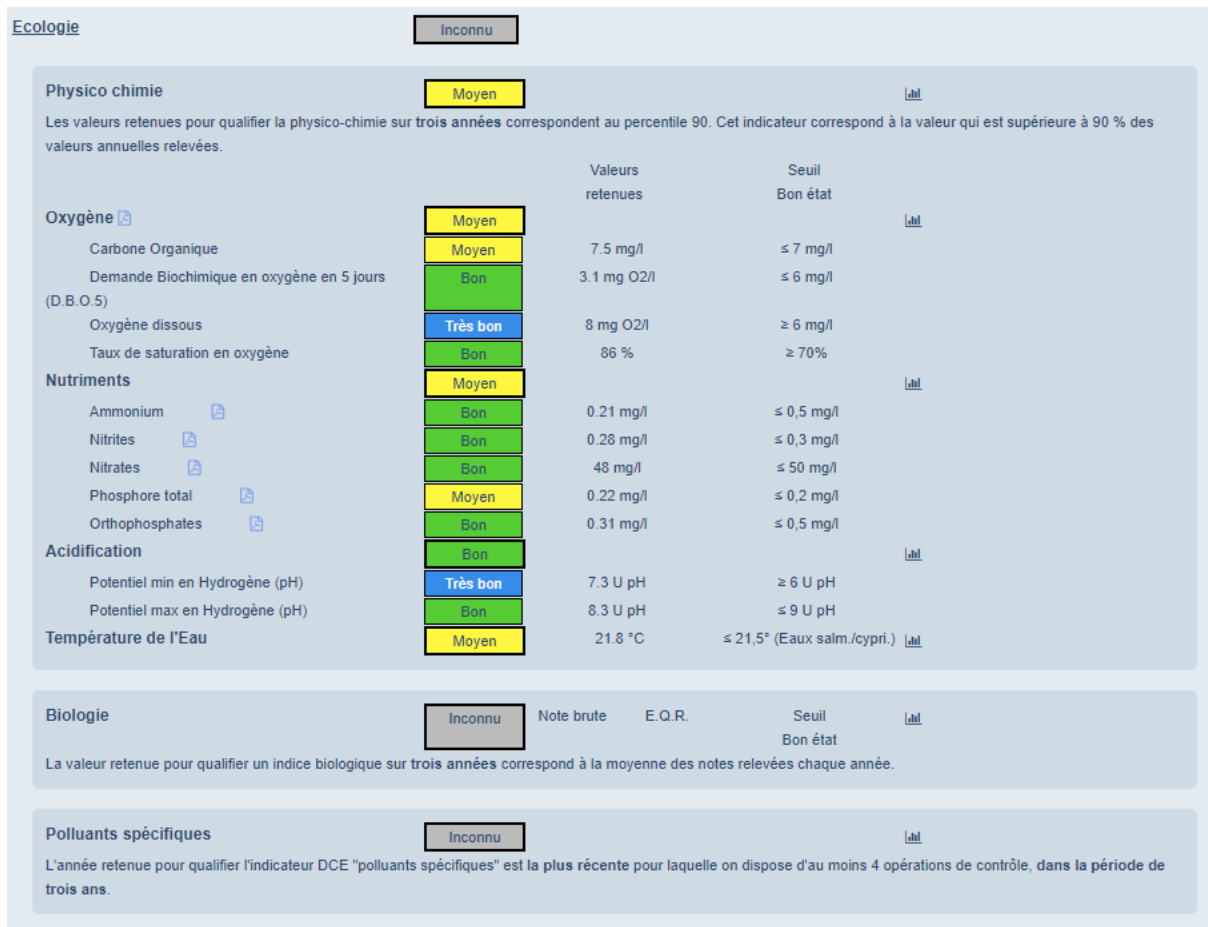 Ecologie Inconnu
Physico chimie Moyen
Les valeurs retenues pour qualifier la physico-chimie sur trois années correspondent au percentile 90. Cet indicateur correspond à la valeur qui est supérieure à 90 % des
valeurs annuelles relevées.
Valeurs Seuil
retenues Bon état
Oxygène Moyen
Carbone Organique Moyen 7.5 mg/l ≤ 7 mg/l
Demande Biochimique en oxygène en 5 jours Bon 3.1 mg O2/l ≤ 6 mg/l
(D.B.O.5)
Oxygène dissous Très bon 8 mg O2/l ≥ 6 mg/l
Taux de saturation en oxygène Bon 86 % ≥ 70%
Nutriments Moyen
Ammonium Bon 0.21 mg/l ≤ 0,5 mg/l
Nitrites Bon 0.28 mg/l ≤ 0,3 mg/l
Nitrates Bon 48 mg/l ≤ 50 mg/l
Phosphore total Moyen 0.22 mg/l ≤ 0,2 mg/l
Orthophosphates Bon 0.31 mg/l ≤ 0,5 mg/l
Acidification Bon
Potentiel min en Hydrogène (pH) Très bon 7.3 U pH ≥ 6 U pH
Potentiel max en Hydrogène (pH) Bon 8.3 U pH ≤ 9 U pH
Température de l'Eau Moyen 21.8 °C ≤ 21,5° (Eaux salm./cypri.)
Biologie Inconnu Note brute E.Q.R. Seuil
Bon état
La valeur retenue pour qualifier un indice biologique sur trois années correspond à la moyenne des notes relevées chaque année.
Polluants spécifiques Inconnu
L'année retenue pour qualifier l'indicateur DCE "polluants spécifiques" est la plus récente pour laquelle on dispose d'au moins 4 opérations de contrôle, dans la période de
trois ans.